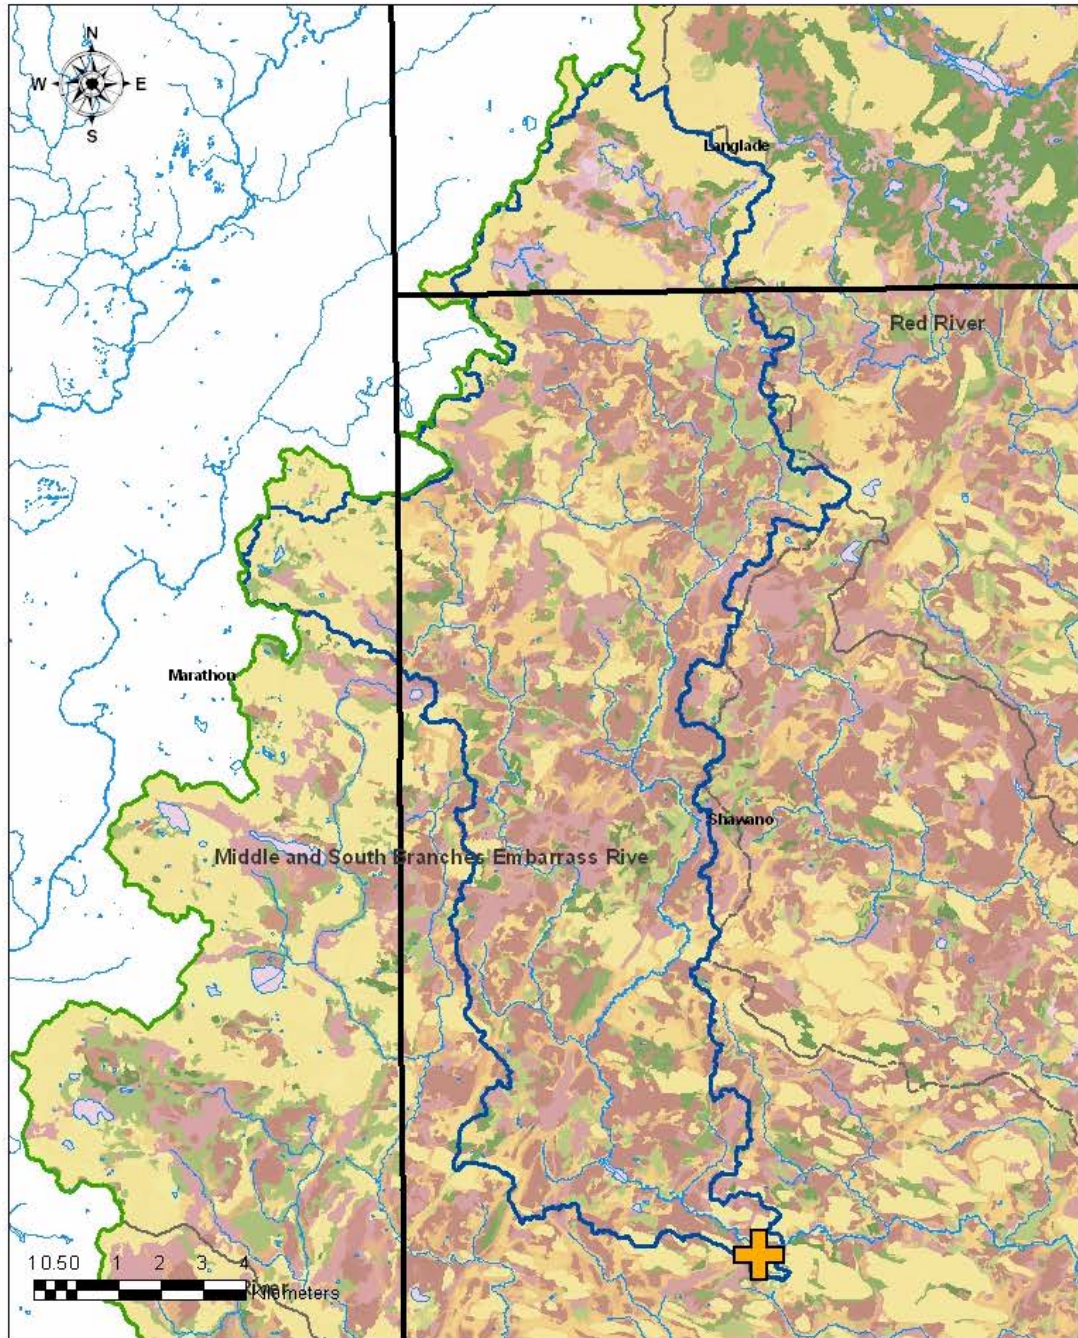 N
W E
S
Langlade
Red River
Marathon
Shawano
Middle and South Branches Embarrass Rive
1 0.5 0 1 2 3 4
River
Kilometers